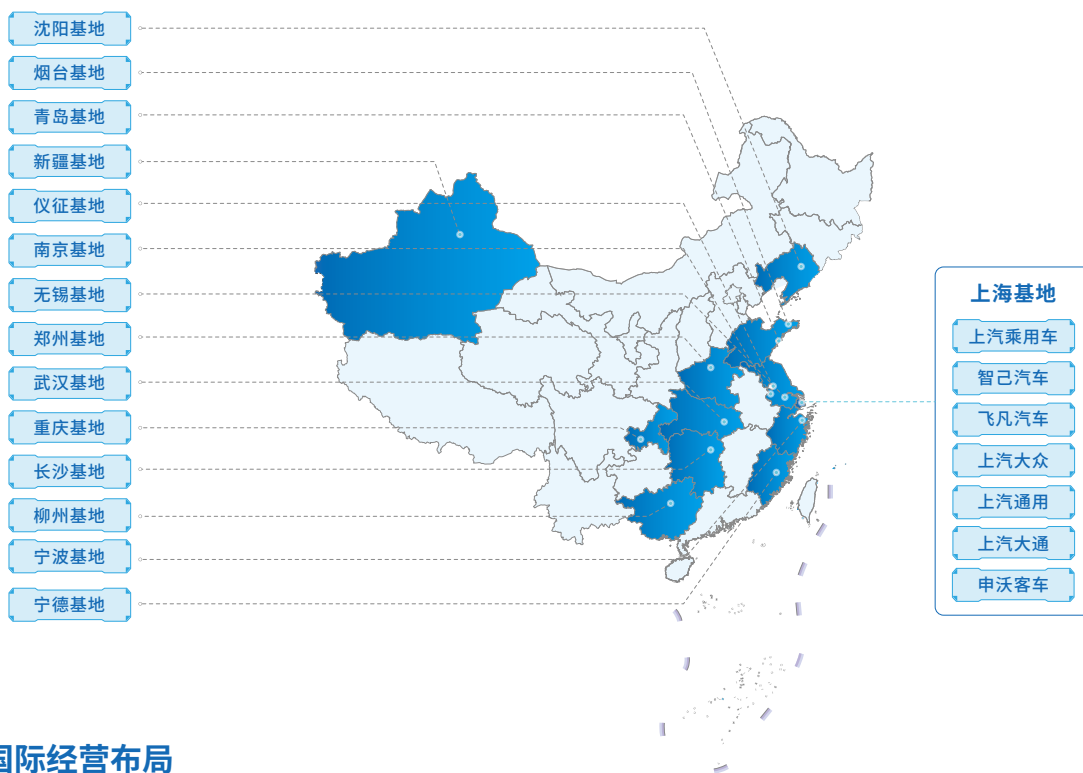 沈阳基地
烟台基地
青岛基地
新疆基地
仪征基地
南京基地
无锡基地
郑州基地
武汉基地
重庆基地
长沙基地
柳州基地
宁波基地
宁德基地
上海基地
上汽乘用车
智己汽车
飞凡汽车
上汽大众
上汽通用
上汽大通
申沃客车
国际经营布局